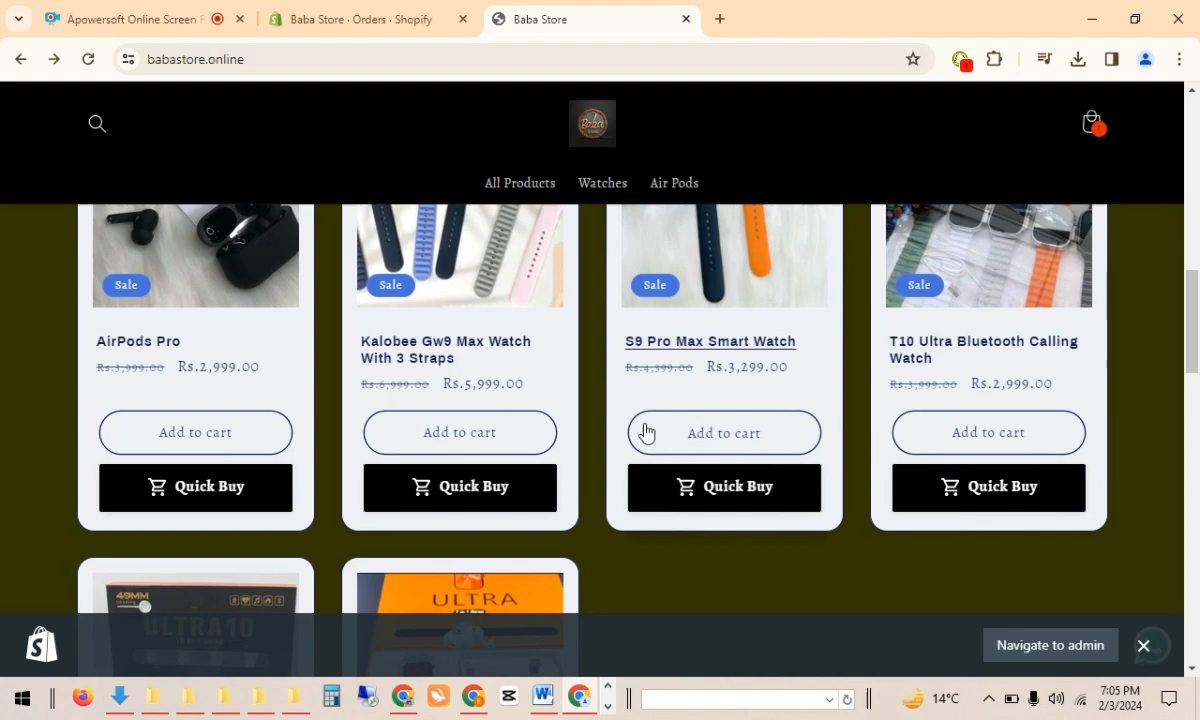 Apowersoft Online Screen
Baba Store · Orders · Shopify
Baba Store
babastore.online
Baba
All Products
Watches
Air Pods
Sale
Sale
Sale
Sale
AirPods Pro
Rs.3,999.00 Rs.2,999.00
Add to cart
Quick Buy
Kalobee Gw9 Max Watch
With 3 Straps
Rs.6,999.00 Rs.5,999.00
Add to cart
Quick Buy
S9 Pro Max Smart Watch
Rs.4,399.00 Rs.3,299.00
Add to cart
Quick Buy
T10 Ultra Bluetooth Calling
Watch
Rs.3,999.00 Rs.2,999.00
Add to cart
Quick Buy
49MM
ULTRA10
ULTRA
Navigate to admin
14°C
7:05 PM
2/3/2024